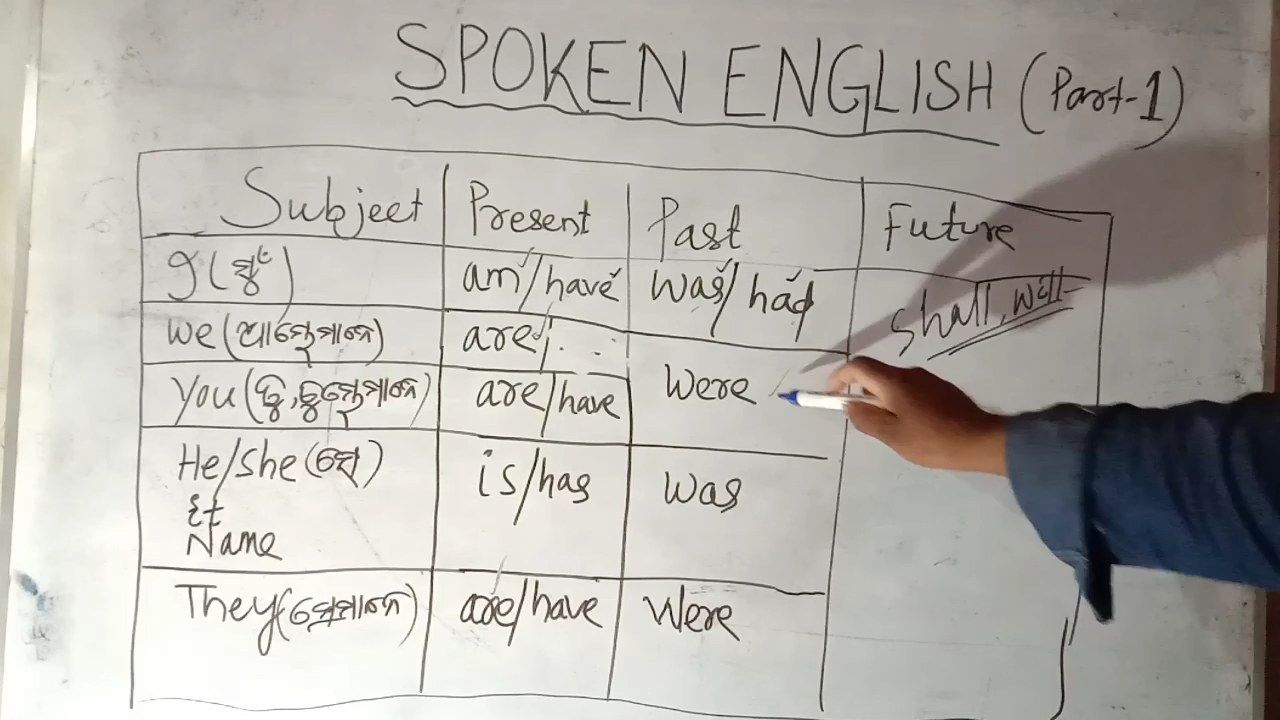 SPOKEN ENGLISH (Part-1)
Subject Present Past Future
I (ମୁଁ) am/have was/had shall, will
we (ଆମ୍ଭେମାନେ) are/
You (ତୁ, ତୁମ୍ଭେମାନେ) are/have were
He/she (ସେ) is/has was
&
Name
They (ସେମାନେ) are/have were